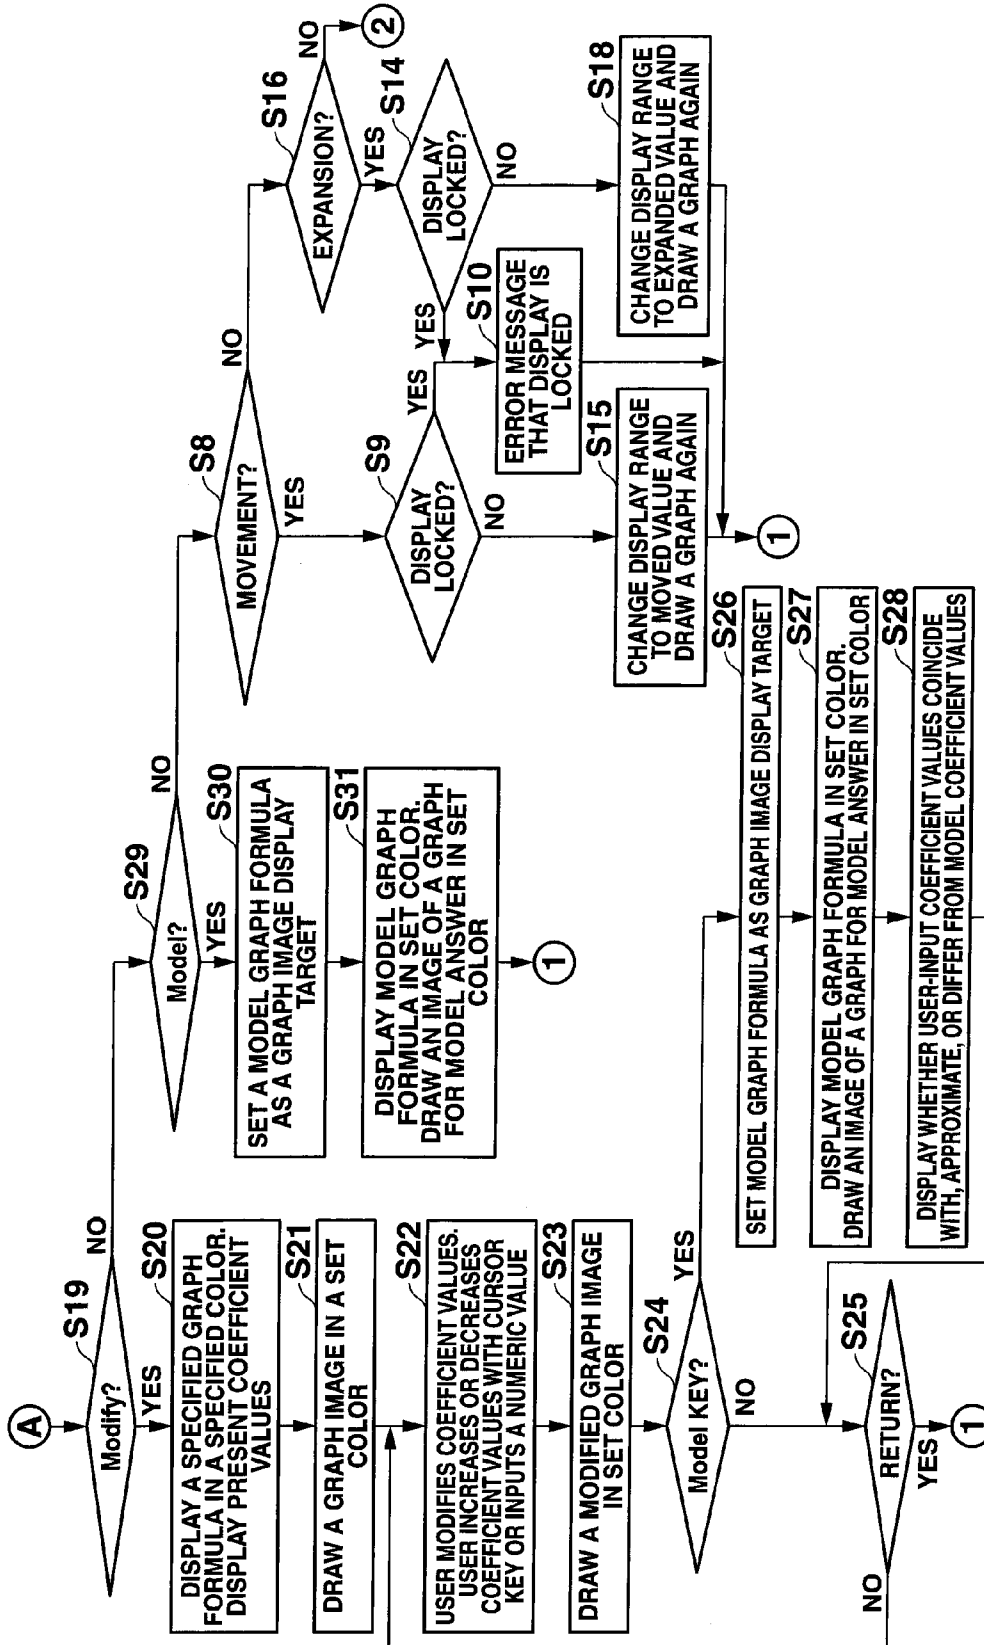 A
Modify?
S19
YES
NO
DISPLAY A SPECIFIED GRAPH
FORMULA IN A SPECIFIED COLOR.
DISPLAY PRESENT COEFFICIENT
VALUES
S20
DRAW A GRAPH IMAGE IN A SET
COLOR
S21
USER MODIFIES COEFFICIENT VALUES.
USER INCREASES OR DECREASES
COEFFICIENT VALUES WITH CURSOR
KEY OR INPUTS A NUMERIC VALUE
S22
DRAW A MODIFIED GRAPH IMAGE
IN SET COLOR
S23
Model KEY?
S24
YES
NO
RETURN?
S25
NO
YES
1
SET MODEL GRAPH FORMULA AS GRAPH IMAGE DISPLAY TARGET
S26
DISPLAY MODEL GRAPH FORMULA IN SET COLOR.
DRAW AN IMAGE OF A GRAPH FOR MODEL ANSWER IN SET COLOR
S27
DISPLAY WHETHER USER-INPUT COEFFICIENT VALUES COINCIDE
WITH, APPROXIMATE, OR DIFFER FROM MODEL COEFFICIENT VALUES
S28
Model?
S29
YES
NO
SET A MODEL GRAPH FORMULA
AS A GRAPH IMAGE DISPLAY
TARGET
S30
DISPLAY MODEL GRAPH
FORMULA IN SET COLOR.
DRAW AN IMAGE OF A GRAPH
FOR MODEL ANSWER IN SET
COLOR
S31
1
MOVEMENT?
S8
YES
NO
DISPLAY
LOCKED?
S9
YES
NO
ERROR MESSAGE
THAT DISPLAY IS
LOCKED
S10
CHANGE DISPLAY RANGE
TO MOVED VALUE AND
DRAW A GRAPH AGAIN
S15
1
EXPANSION?
S16
NO
2
YES
DISPLAY
LOCKED?
S14
YES
NO
CHANGE DISPLAY RANGE
TO EXPANDED VALUE AND
DRAW A GRAPH AGAIN
S18